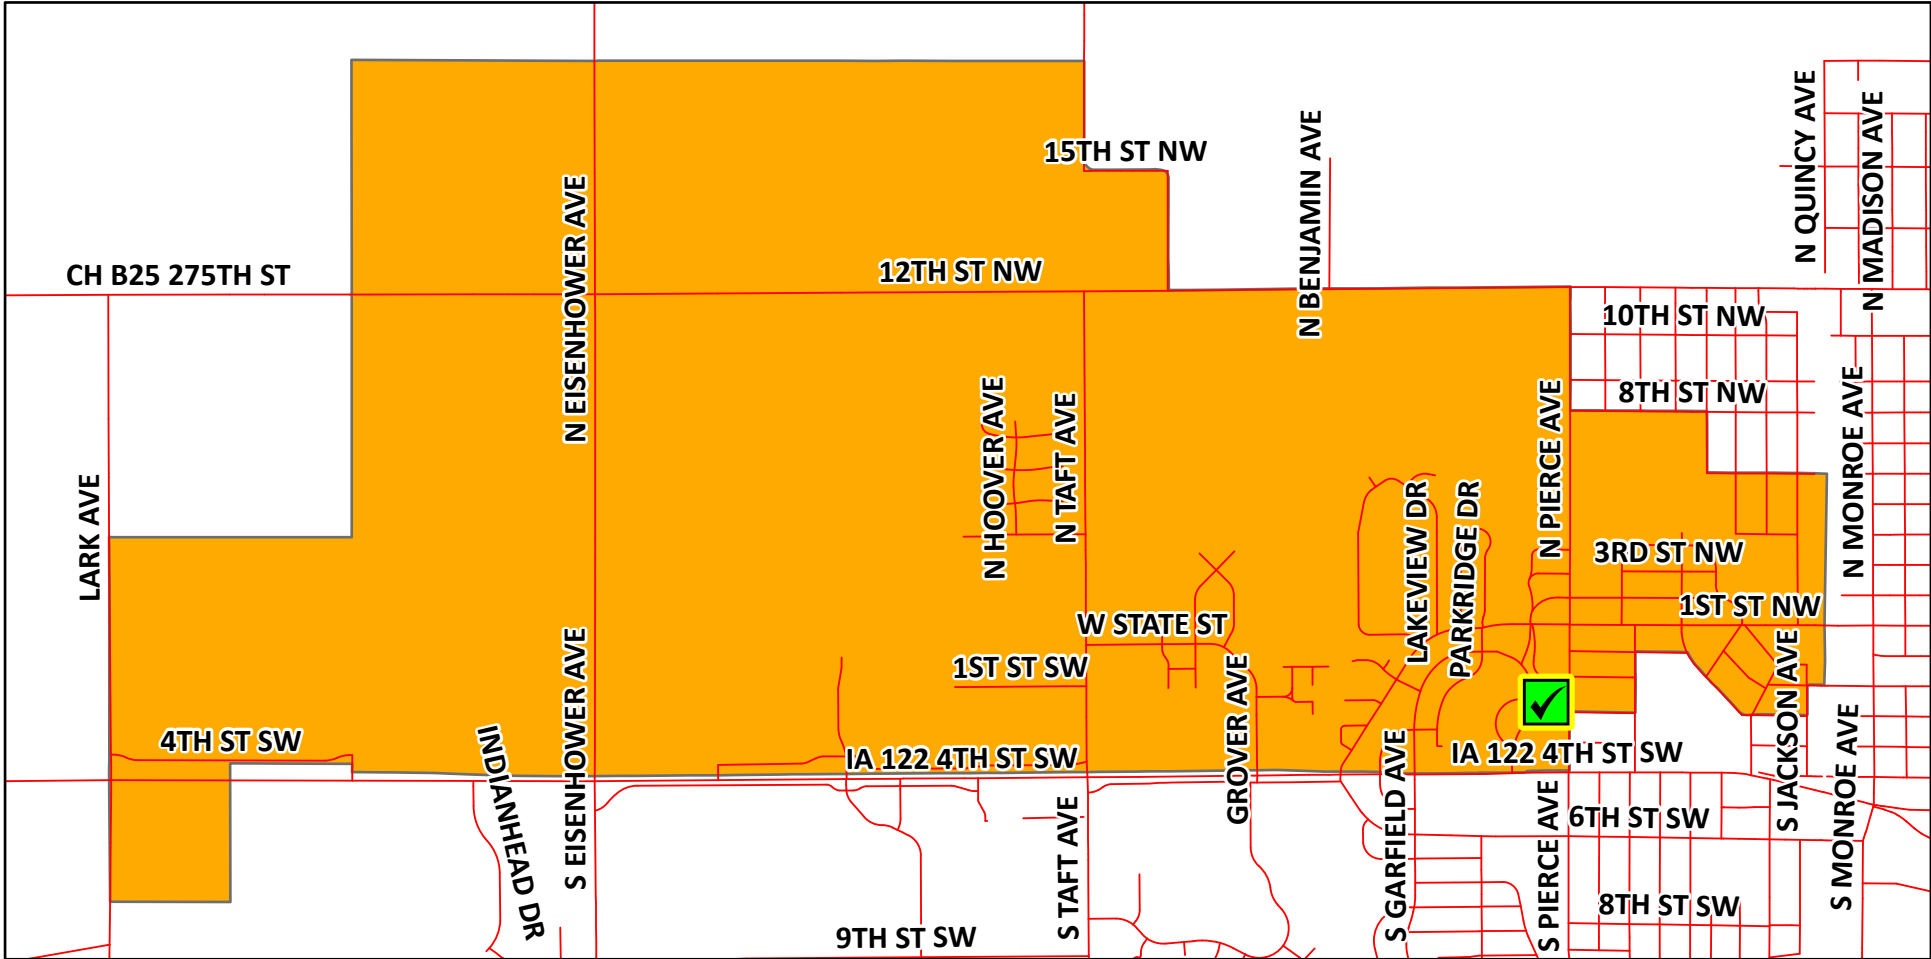 N QUINCY AVE
N MADISON AVE
15TH ST NW
N BENJAMIN AVE
N EISENHOWER AVE
CH B25 275TH ST
12TH ST NW
10TH ST NW
8TH ST NW
N HOOVER AVE
N TAFT AVE
N PIERCE AVE
N MONROE AVE
LARK AVE
LAKEVIEW DR
PARKRIDGE DR
3RD ST NW
1ST ST NW
W STATE ST
1ST ST SW
GROVER AVE
S EISENHOWER AVE
INDIANHEAD DR
4TH ST SW
IA 122 4TH ST SW
IA 122 4TH ST SW
S JACKSON AVE
S MONROE AVE
S GARFIELD AVE
S TAFT AVE
S PIERCE AVE
6TH ST SW
8TH ST SW
9TH ST SW